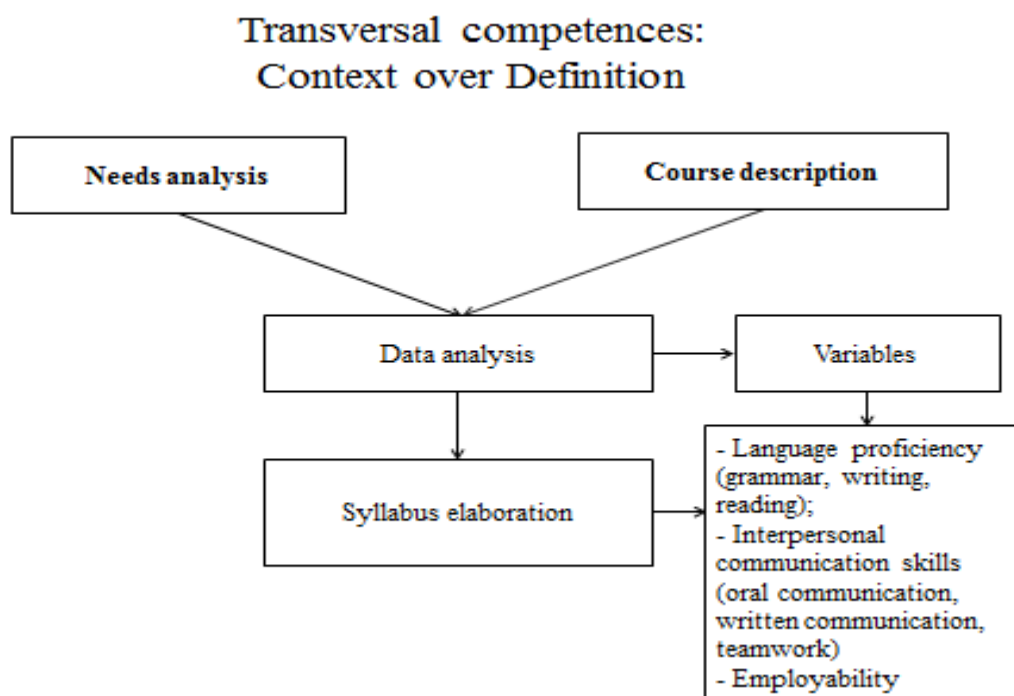 Transversal competences:
Context over Definition
Needs analysis
Course description
Data analysis
Variables
Syllabus elaboration
- Language proficiency
(grammar, writing,
reading);
- Interpersonal
communication skills
(oral communication,
written communication,
teamwork)
- Employability